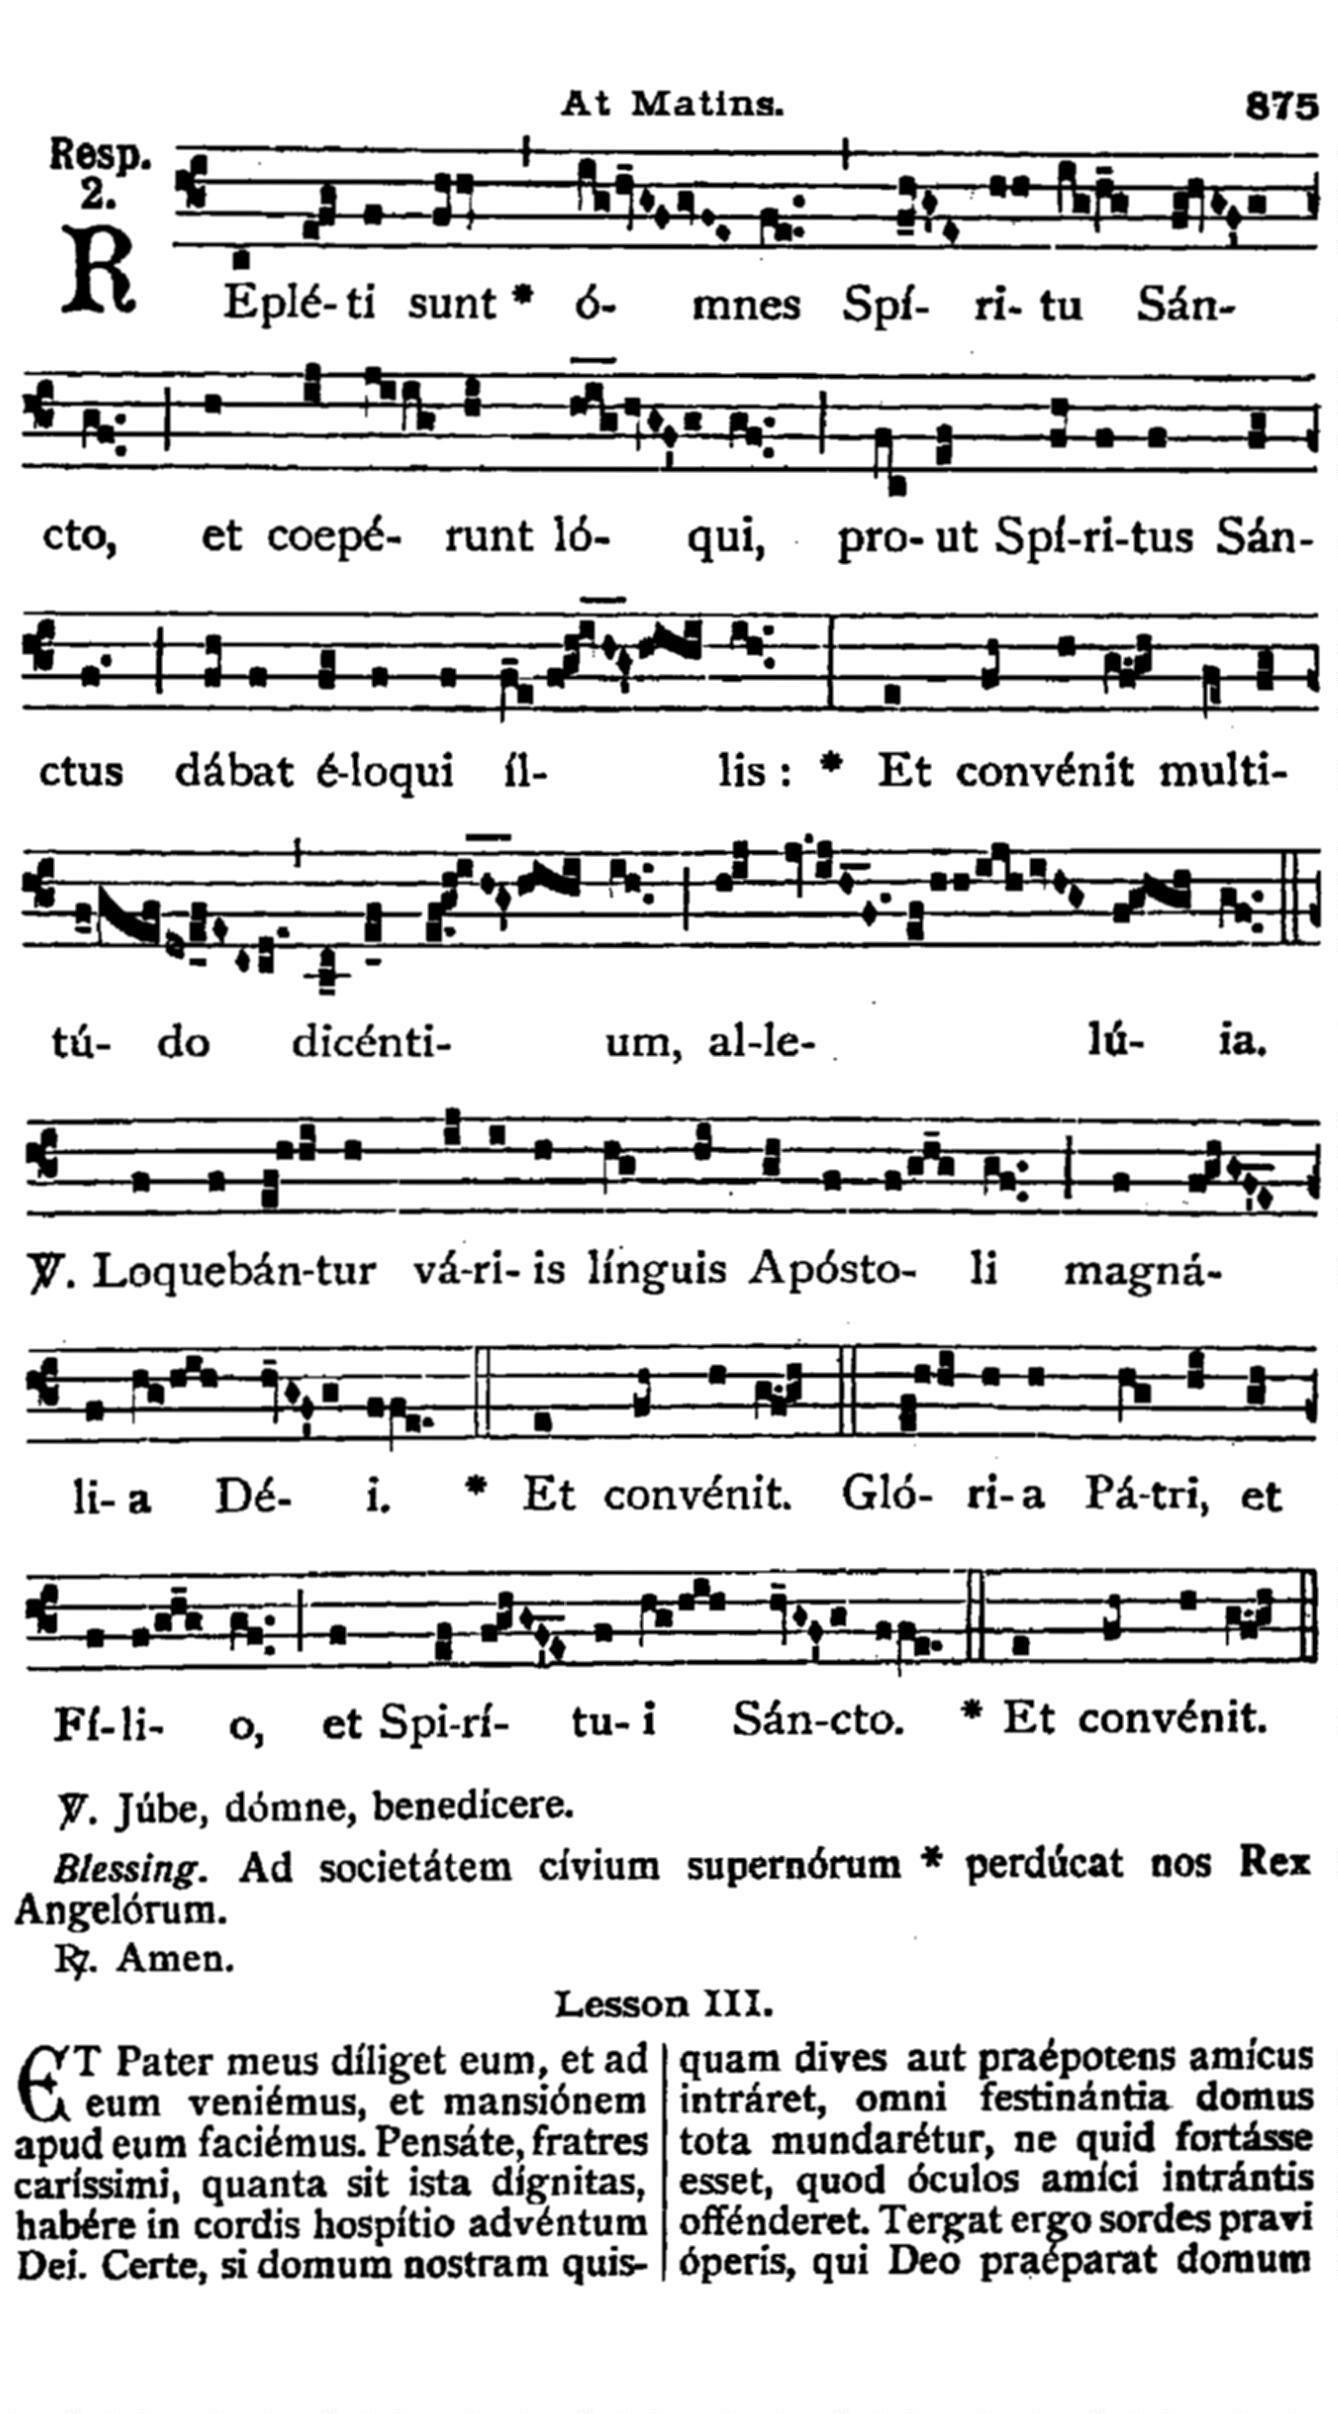 At Matins. 875
Resp.
2.
REplé-ti sunt * ó- mnes Spí- ri- tu Sán-
cto, et coepé- runt ló- qui, pro- ut Spí-ri-tus Sán-
ctus dábat é-loqui íl- lis : * Et convénit multi-
tú- do dicénti- um, al-le- lú- ia.
℣. Loquebán-tur vá-ri- is línguis Apósto- li magná-
li- a Dé- i. * Et convénit. Gló- ri- a Pá-tri, et
Fí-li- o, et Spi-rí- tu- i Sán-cto. * Et convénit.
℣. Júbe, dómne, benedícere.
Blessing. Ad societátem cívium supernórum * perdúcat nos Rex
Angelórum.
℟. Amen.
Lesson III.
ET Pater meus díliget eum, et ad
eum veniémus, et mansiónem
apud eum faciémus. Pensáte, fratres
caríssimi, quanta sit ista dígnitas,
habére in cordis hospítio advéntum
Dei. Certe, si domum nostram quis-
quam dives aut praépotens amícus
intráret, omni festinántia domus
tota mundarétur, ne quid fortásse
esset, quod óculos amíci intrántis
offénderet. Tergat ergo sordes pravi
óperis, qui Deo praéparat domum